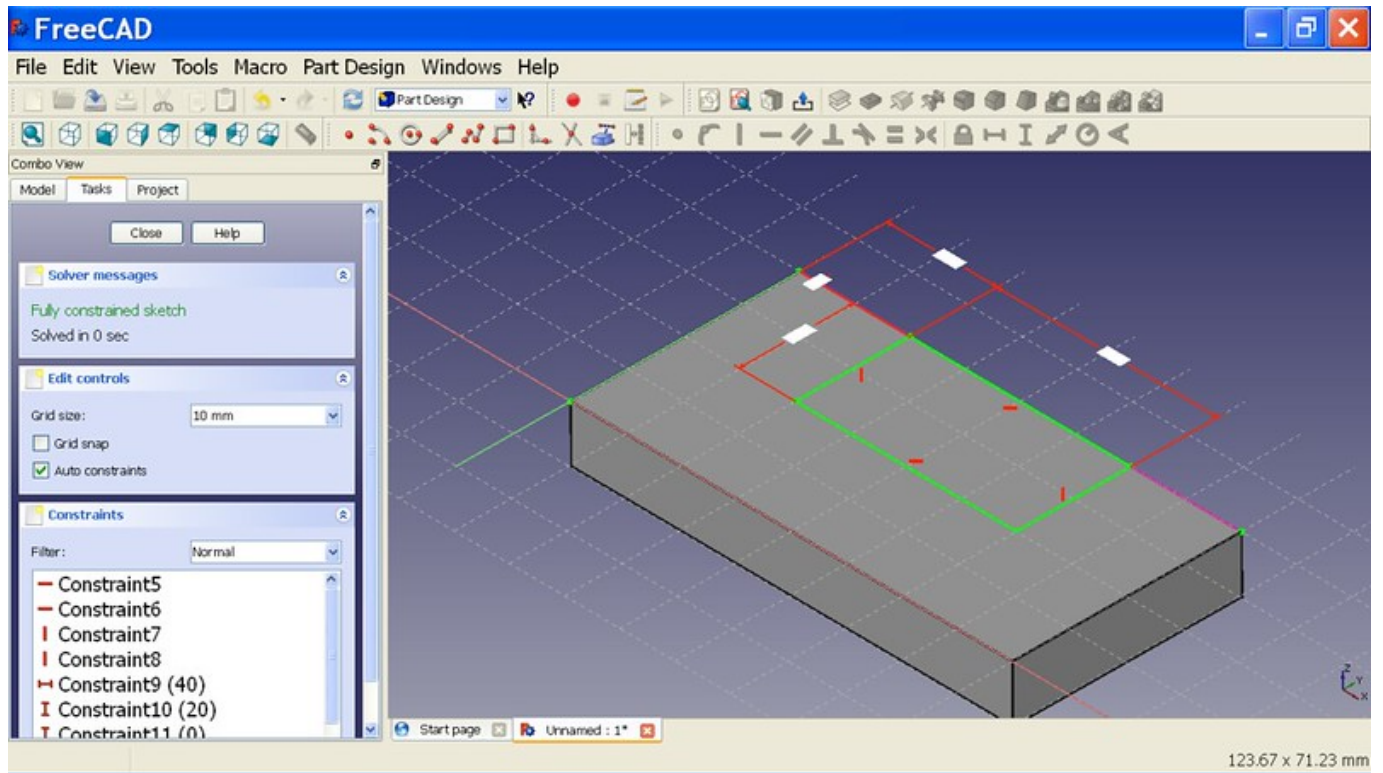 FreeCAD
File Edit View Tools Macro Part Design Windows Help
Part Design
Combo View
Model Tasks Project
Close Help
Solver messages
Fully constrained sketch
Solved in 0 sec
Edit controls
Grid size: 10 mm
Grid snap
Auto constraints
Constraints
Filter: Normal
Constraint5
Constraint6
Constraint7
Constraint8
Constraint9 (40)
Constraint10 (20)
Constraint11 (0)
Z
Y
X
Start page Unnamed : 1*
123.67 x 71.23 mm